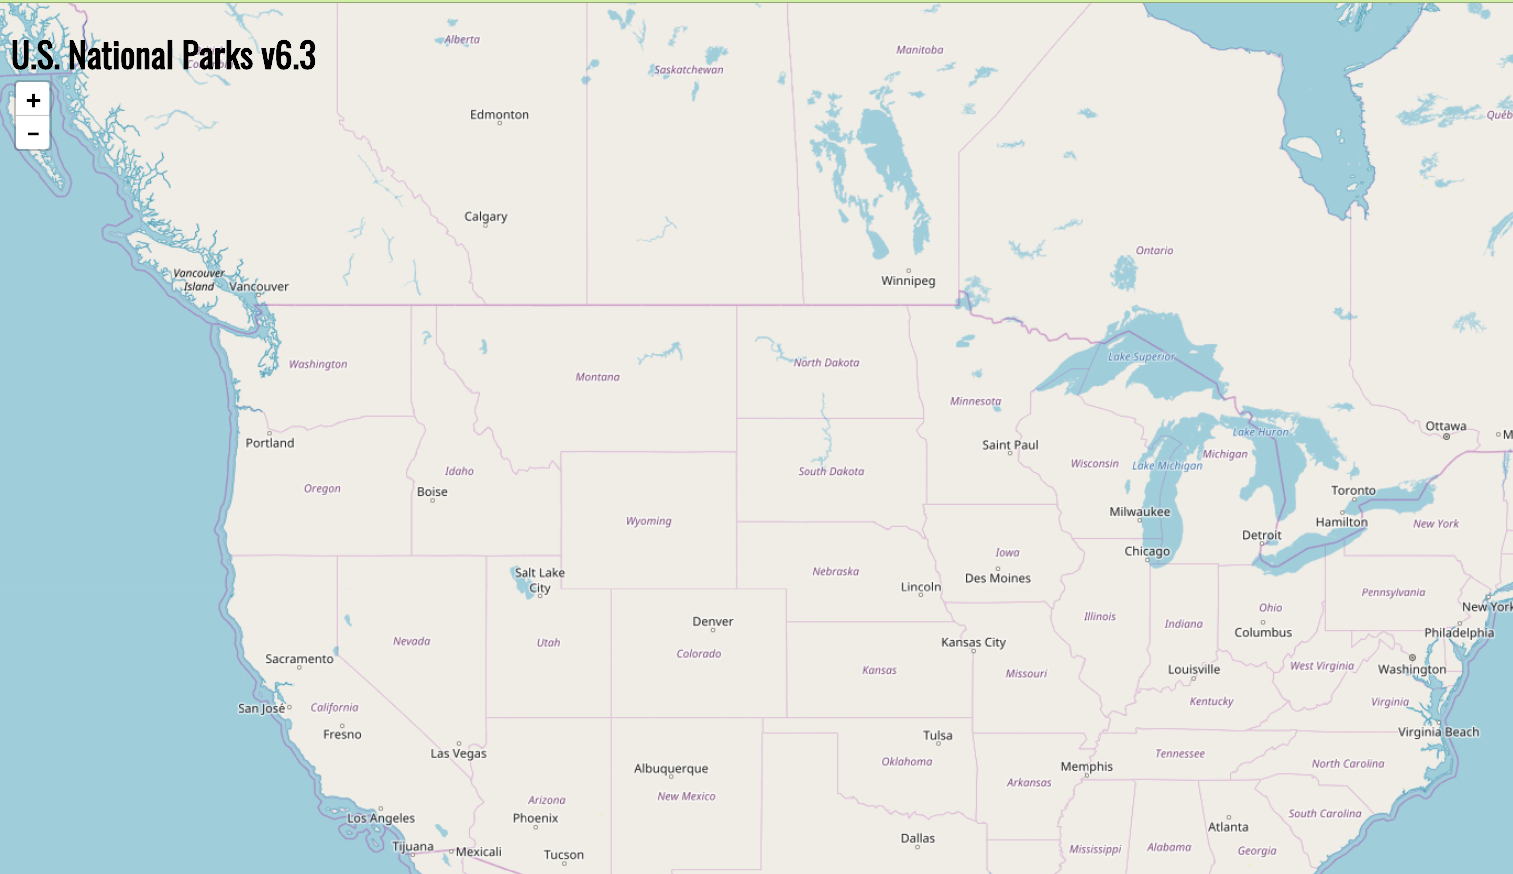 U.S. National Parks v6.3
+
−
Alberta
Saskatchewan
Manitoba
Edmonton
Québ
Calgary
Ontario
Vancouver
Island
Vancouver
Winnipeg
Washington
Montana
North Dakota
Lake Superior
Minnesota
Portland
Saint Paul
Lake Huron
Ottawa
M
Idaho
South Dakota
Wisconsin
Lake Michigan
Michigan
Oregon
Boise
Toronto
Wyoming
Milwaukee
Hamilton
New York
Detroit
Chicago
Iowa
Salt Lake
City
Nebraska
Lincoln
Des Moines
Pennsylvania
New York
Illinois
Indiana
Ohio
Columbus
Philadelphia
Denver
Nevada
Utah
Colorado
Kansas City
Sacramento
Kansas
Missouri
Louisville
West Virginia
Washington
San José
California
Kentucky
Virginia
Fresno
Las Vegas
Tulsa
Virginia Beach
Albuquerque
Oklahoma
Memphis
Tennessee
North Carolina
New Mexico
Arkansas
Arizona
Los Angeles
Phoenix
South Carolina
Atlanta
Dallas
Tijuana
Mexicali
Tucson
Mississippi
Alabama
Georgia